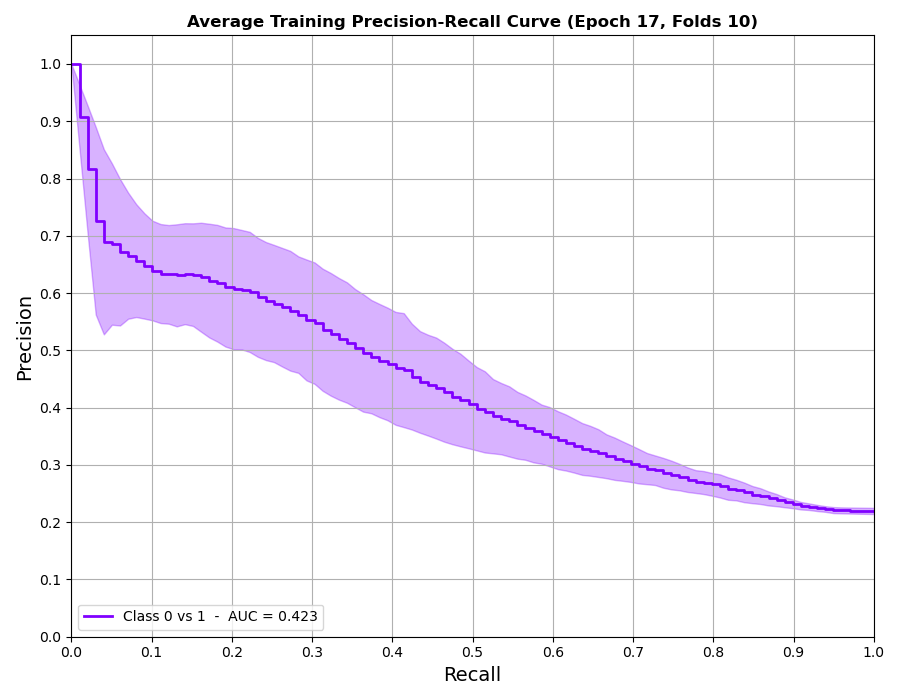 Average Training Precision-Recall Curve (Epoch 17, Folds 10)
Precision
1.0
0.9
0.8
0.7
0.6
0.5
0.4
0.3
0.2
0.1
0.0
Class 0 vs 1  -  AUC = 0.423
0.0 0.1 0.2 0.3 0.4 0.5 0.6 0.7 0.8 0.9 1.0
Recall